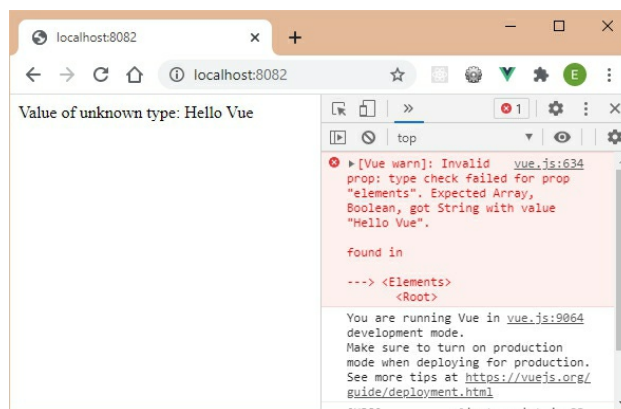 localhost:8082
localhost:8082
E
Value of unknown type: Hello Vue
1
top
[Vue warn]: Invalid vue.js:634
prop: type check failed for prop
"elements". Expected Array,
Boolean, got String with value
"Hello Vue".
found in
---> <Elements>
<Root>
You are running Vue in vue.js:9064
development mode.
Make sure to turn on production
mode when deploying for production.
See more tips at https://vuejs.org/
guide/deployment.html